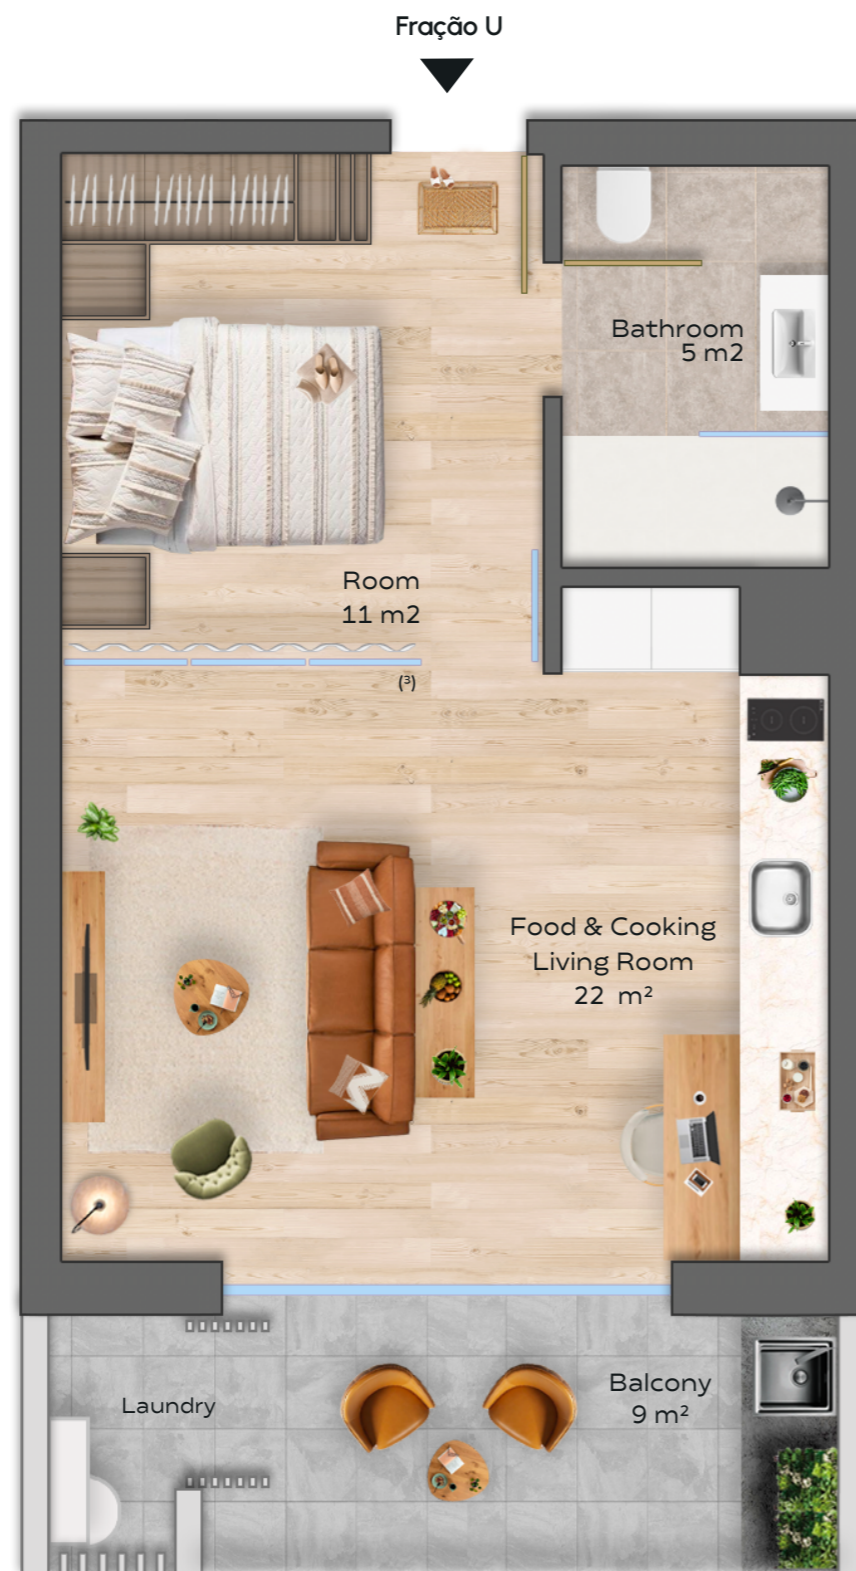 Fração U
Bathroom
5 m2
Room
11 m2
(³)
Food & Cooking
Living Room
22 m²
Balcony
9 m²
Laundry